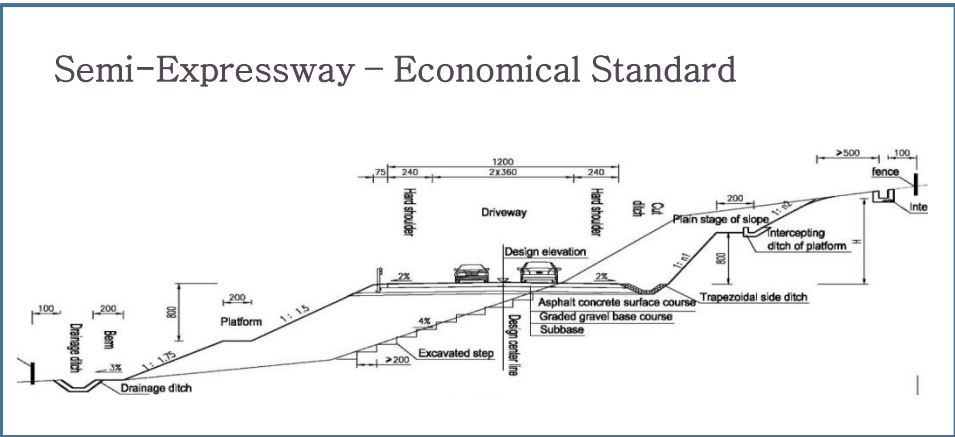 Semi-Expressway – Economical Standard
1200
75
240
2x360
240
Hard shoulder
Driveway
Hard shoulder
Cut ditch
>500
100
fence
Inte
200
1: n2
Plain stage of slope
Intercepting
ditch of platform
H
800
1: n1
Trapezoidal side ditch
Design elevation
2%
2%
Asphalt concrete surface course
Graded gravel base course
Subbase
4%
Design center line
Excavated step
>200
800
200
Platform
1: 1.5
1: 1.75
100
200
Drainage ditch
Berm
3%
Drainage ditch